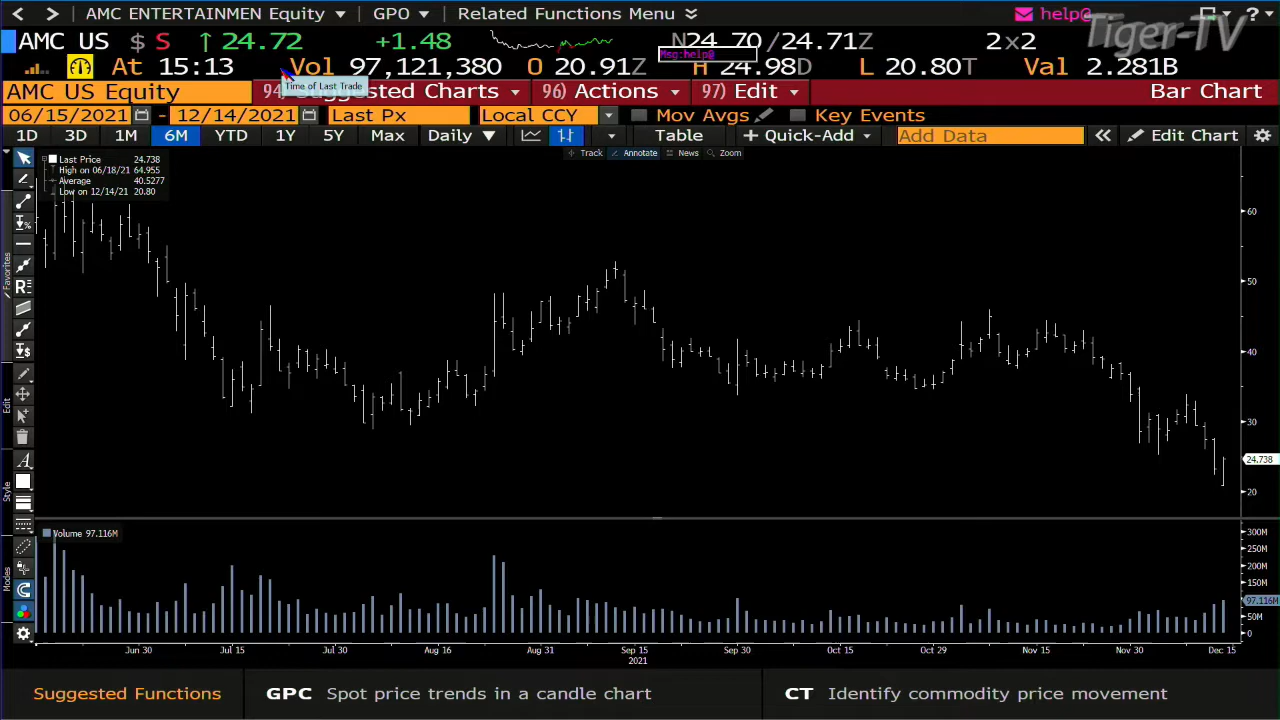 AMC ENTERTAINMEN Equity GPO Related Functions Menu help@ ?
Tiger-TV
AMC US $ S ↑ 24.72 +1.48 N24.70/24.71Z 2×2
Msg:help@
At 15:13 Vol 97,121,380 O 20.91Z H 24.98D L 20.80T Val 2.281B
Time of Last Trade
AMC US Equity 94) Suggested Charts 96) Actions 97) Edit Bar Chart
06/15/2021 - 12/14/2021 Last Px Local CCY Mov Avgs Key Events
1D 3D 1M 6M YTD 1Y 5Y Max Daily ▼ Table + Quick-Add Add Data « Edit Chart
Track Annotate News Zoom
Last Price 24.738
High on 06/18/21 64.955
Average 40.5277
Low on 12/14/21 20.80
60
50
40
30
24.738
20
Favorites
Edit
Style
Modes
Volume 97.116M
300M
250M
200M
150M
97.116M
50M
0
Jun 30 Jul 15 Jul 30 Aug 16 Aug 31 Sep 15 Sep 30 Oct 15 Oct 29 Nov 15 Nov 30 Dec 15
2021
Suggested Functions GPC Spot price trends in a candle chart CT Identify commodity price movement